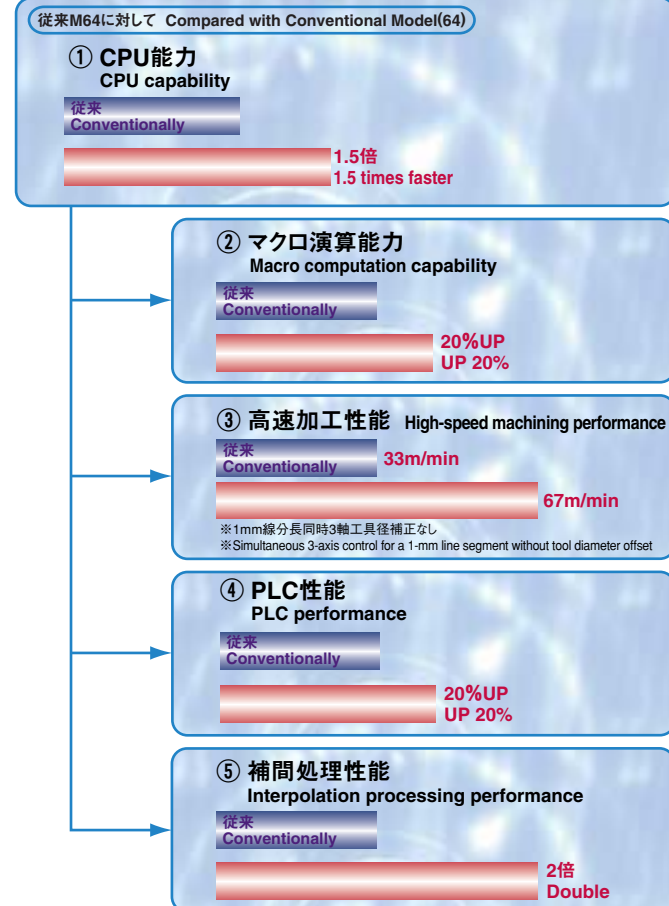 従来M64に対して Compared with Conventional Model(64)
① CPU能力
CPU capability
従来
Conventionally
1.5倍
1.5 times faster
② マクロ演算能力
Macro computation capability
従来
Conventionally
20%UP
UP 20%
③ 高速加工性能 High-speed machining performance
従来
Conventionally
33m/min
67m/min
※1mm線分長同時3軸工具径補正なし
※Simultaneous 3-axis control for a 1-mm line segment without tool diameter offset
④ PLC性能
PLC performance
従来
Conventionally
20%UP
UP 20%
⑤ 補間処理性能
Interpolation processing performance
従来
Conventionally
2倍
Double